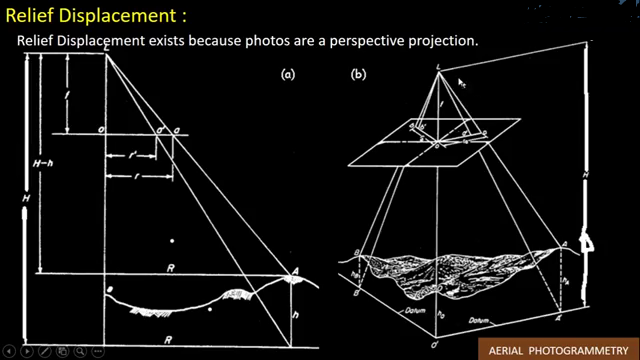 Relief Displacement :
Relief Displacement exists because photos are a perspective projection.
L
(a)
(b)
L
f
f
o
a'
a
a
a'
a
o
r'
H-h
r
H
H
R
A
B
A
h
B'
Datum
Datum
A'
R
O'
AERIAL PHOTOGRAMMETRY